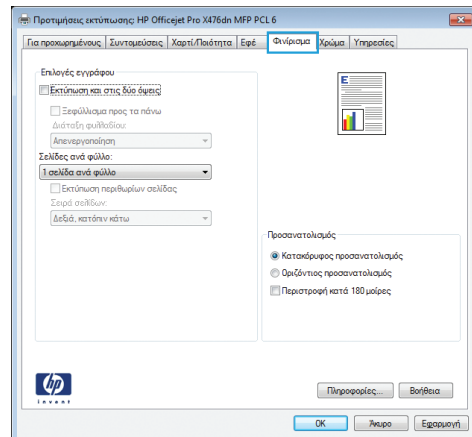 Προτιμήσεις εκτύπωσης: HP Officejet Pro X476dn MFP PCL 6
Για προχωρημένους Συντομεύσεις Χαρτί/Ποιότητα Εφέ Φινίρισμα Χρώμα Υπηρεσίες
Επιλογές εγγράφου
Εκτύπωση και στις δύο όψεις
Ξεφύλλισμα προς τα πάνω
Διάταξη φυλλαδίου:
Απενεργοποίηση
Σελίδες ανά φύλλο:
1 σελίδα ανά φύλλο
Εκτύπωση περιθωρίων σελίδας
Σειρά σελίδων:
Δεξιά, κατόπιν κάτω
E
Προσανατολισμός
Κατακόρυφος προσανατολισμός
Οριζόντιος προσανατολισμός
Περιστροφή κατά 180 μοίρες
hp
invent
Πληροφορίες... Βοήθεια
OK Άκυρο Εφαρμογή